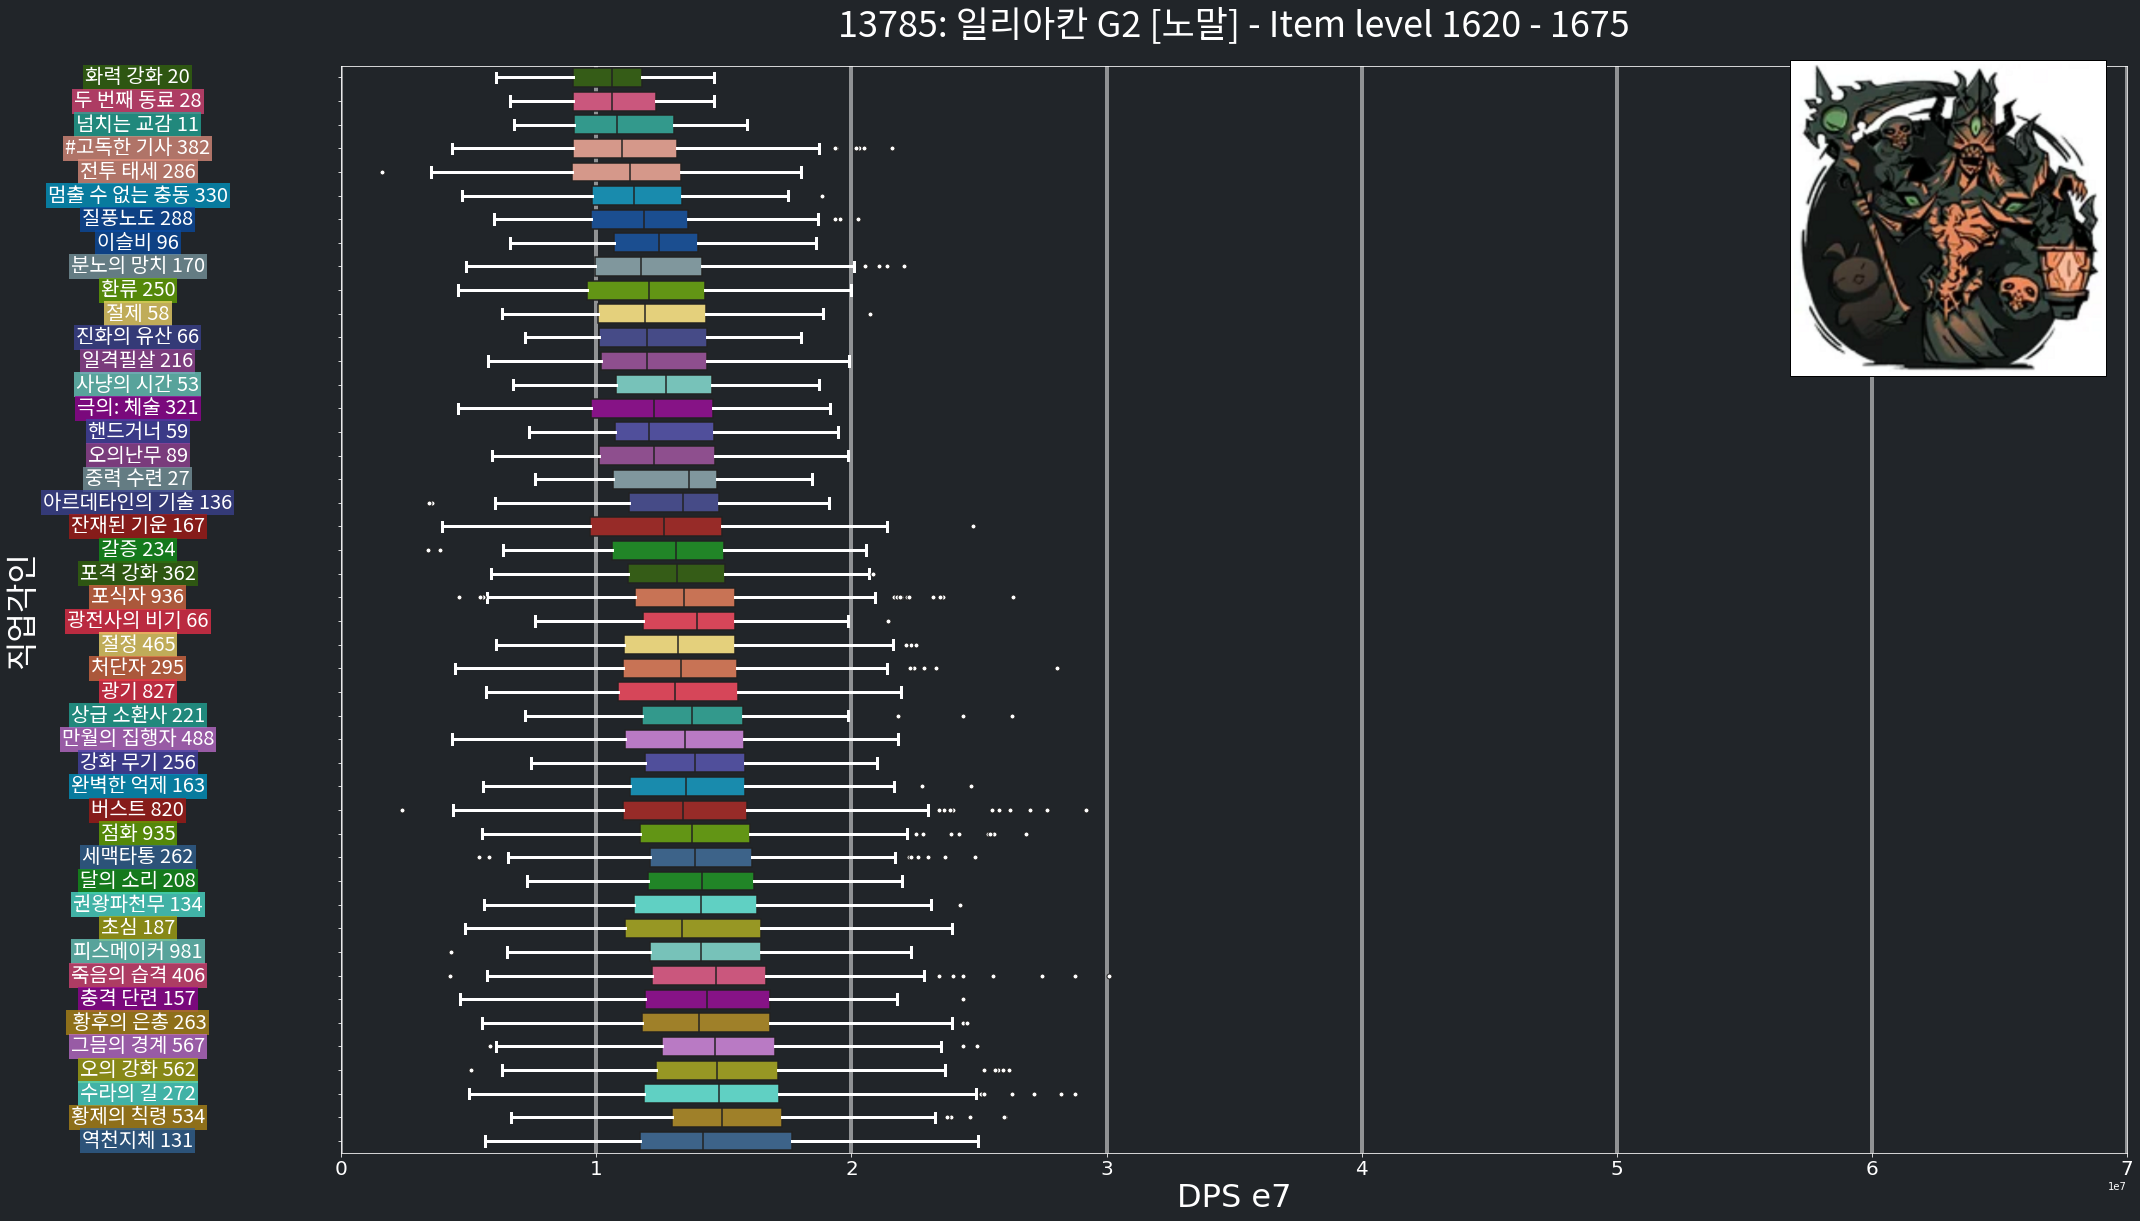 13785: 일리아칸 G2 [노말] - Item level 1620 - 1675
화력 강화 20
두 번째 동료 28
넘치는 교감 11
#고독한 기사 382
전투 태세 286
멈출 수 없는 충동 330
질풍노도 288
이슬비 96
분노의 망치 170
환류 250
절제 58
진화의 유산 66
일격필살 216
사냥의 시간 53
극의: 체술 321
핸드거너 59
오의난무 89
중력 수련 27
아르데타인의 기술 136
잔재된 기운 167
갈증 234
포격 강화 362
포식자 936
광전사의 비기 66
절정 465
처단자 295
광기 827
상급 소환사 221
만월의 집행자 488
강화 무기 256
완벽한 억제 163
버스트 820
점화 935
세맥타통 262
달의 소리 208
권왕파천무 134
초심 187
피스메이커 981
죽음의 습격 406
충격 단련 157
황후의 은총 263
그믐의 경계 567
오의 강화 562
수라의 길 272
황제의 칙령 534
역천지체 131
직업각인
0 1 2 3 4 5 6 7
1e7
DPS e7